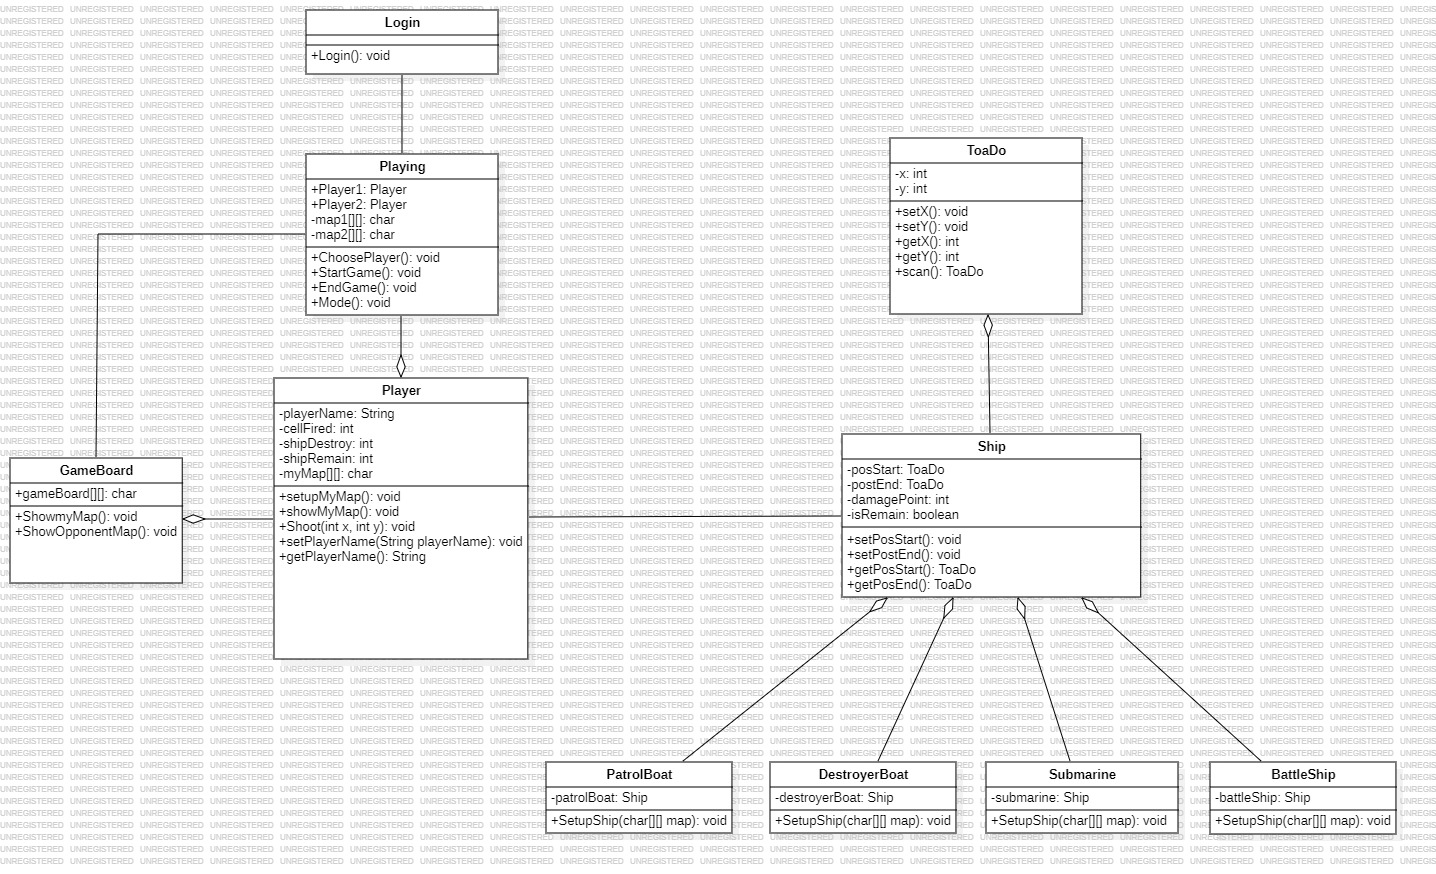 Login
+Login(): void
Playing
+Player1: Player
+Player2: Player
-map1[][]: char
-map2[][]: char
+ChoosePlayer(): void
+StartGame(): void
+EndGame(): void
+Mode(): void
ToaDo
-x: int
-y: int
+setX(): void
+setY(): void
+getX(): int
+getY(): int
+scan(): ToaDo
Player
-playerName: String
-cellFired: int
-shipDestroy: int
-shipRemain: int
-myMap[][]: char
+setupMyMap(): void
+showMyMap(): void
+Shoot(int x, int y): void
+setPlayerName(String playerName): void
+getPlayerName(): String
GameBoard
+gameBoard[][]: char
+ShowmyMap(): void
+ShowOpponentMap(): void
Ship
-posStart: ToaDo
-postEnd: ToaDo
-damagePoint: int
-isRemain: boolean
+setPosStart(): void
+setPostEnd(): void
+getPosStart(): ToaDo
+getPosEnd(): ToaDo
PatrolBoat
-patrolBoat: Ship
+SetupShip(char[][] map): void
DestroyerBoat
-destroyerBoat: Ship
+SetupShip(char[][] map): void
Submarine
-submarine: Ship
+SetupShip(char[][] map): void
BattleShip
-battleShip: Ship
+SetupShip(char[][] map): void
UNREGISTERED